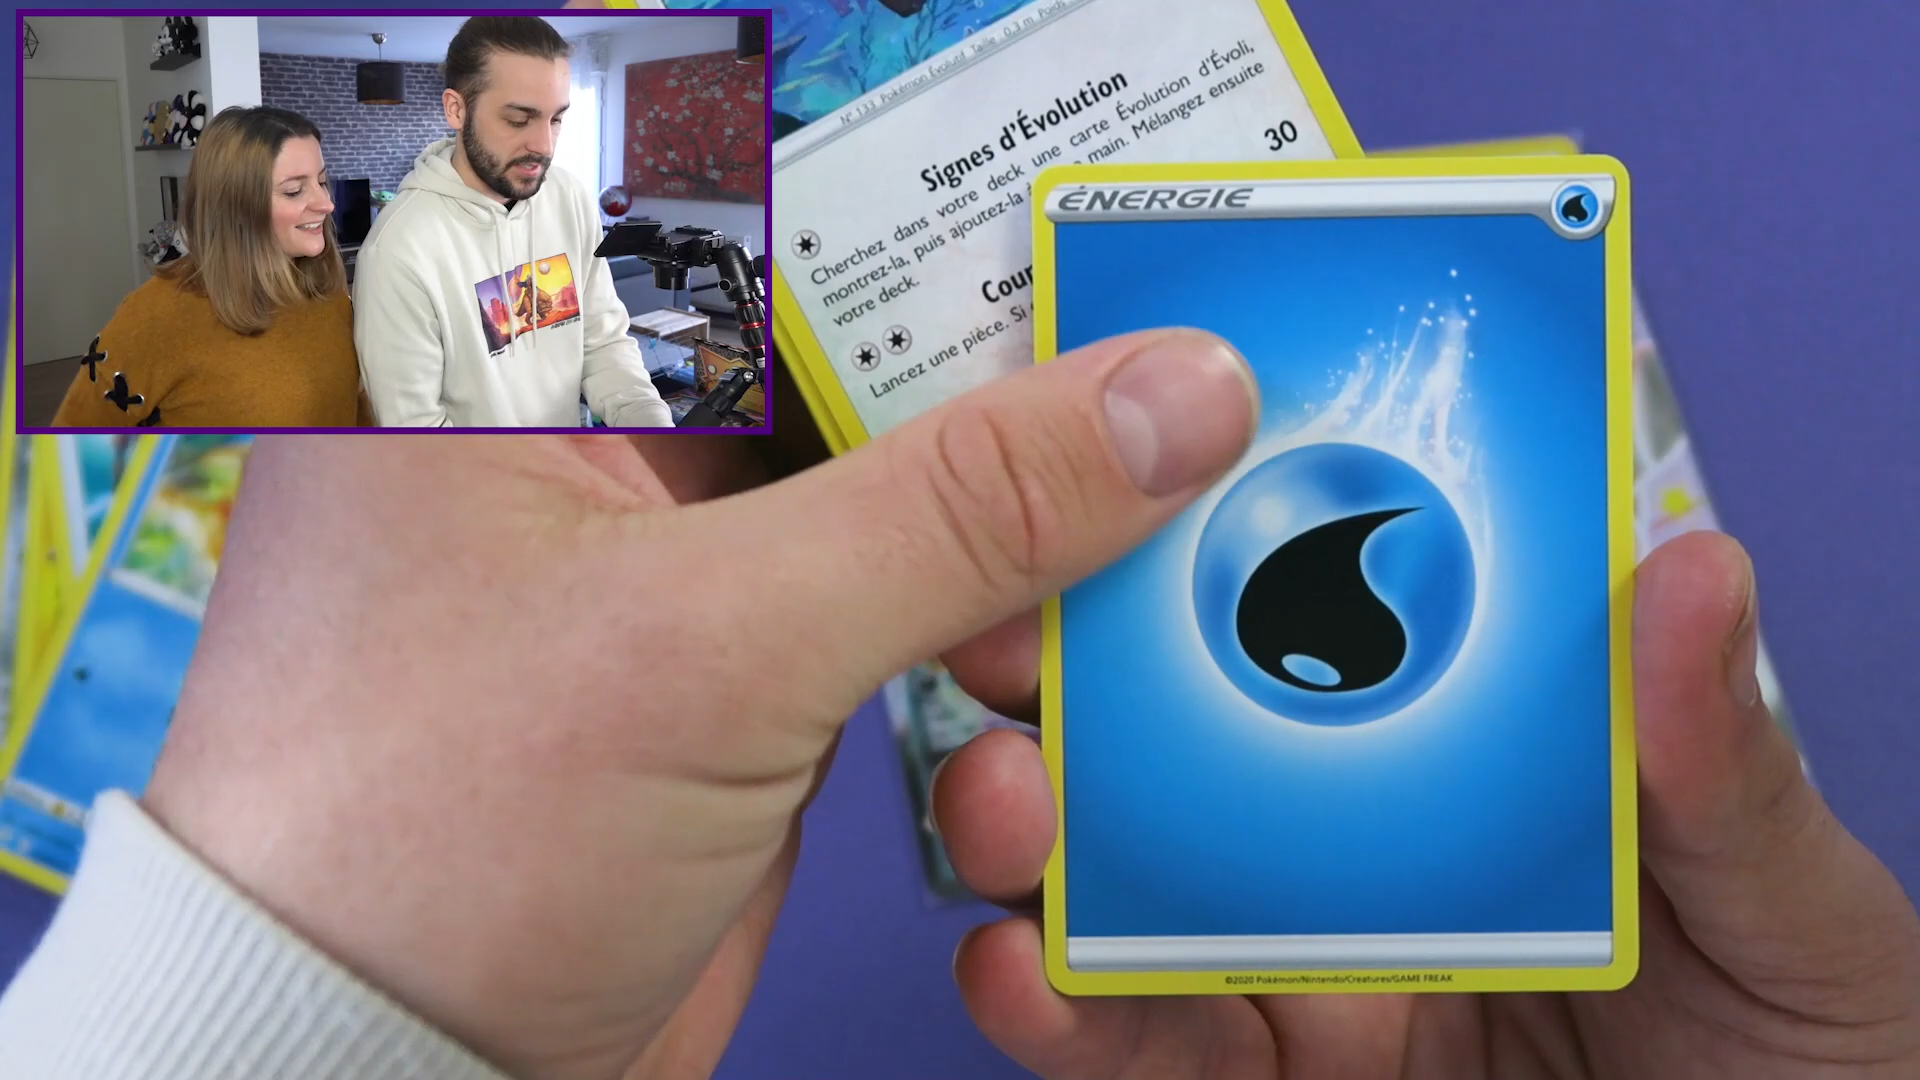 N° 133 Pokémon Évolutif Taille : 0,3 m Poids
Signes d'Évolution
Cherchez dans votre deck une carte Évolution d'Évoli,
montrez-la, puis ajoutez-la à main. Mélangez ensuite
votre deck.
30
Lancez une pièce. Si
ÉNERGIE
©2020 Pokémon/Nintendo/Creatures/GAME FREAK